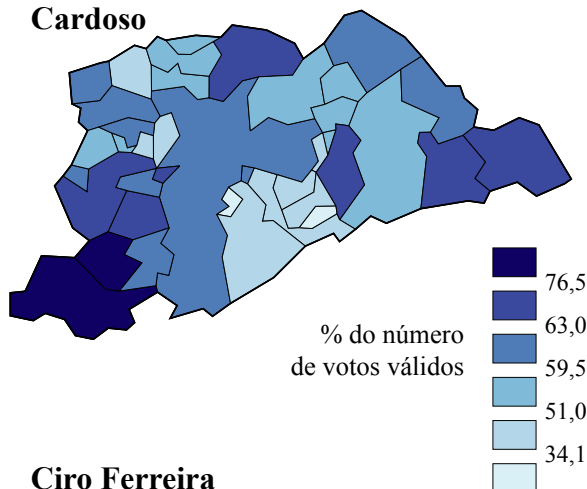 Cardoso
76,5
63,0
% do número
de votos válidos
59,5
51,0
34,1
Ciro Ferreira